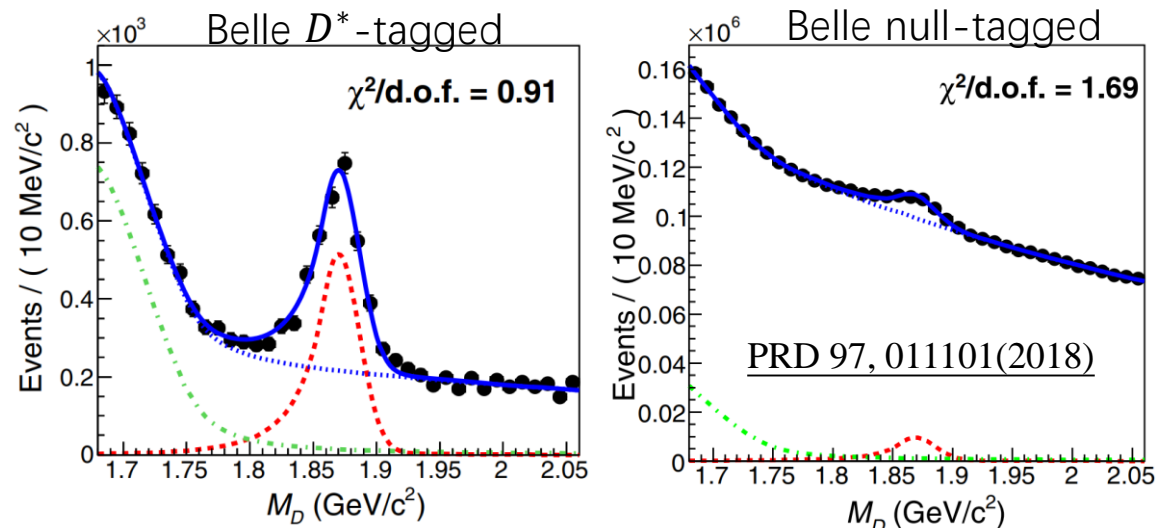 Belle D*-tagged
×10³
χ²/d.o.f. = 0.91
Events / ( 10 MeV/c² )
1
0.8
0.6
0.4
0.2
0
1.7 1.75 1.8 1.85 1.9 1.95 2 2.05
M_D (GeV/c²)
Belle null-tagged
×10⁶
χ²/d.o.f. = 1.69
Events / ( 10 MeV/c² )
0.16
0.14
0.12
0.1
0.08
0.06
0.04
0.02
0
PRD 97, 011101(2018)
1.7 1.75 1.8 1.85 1.9 1.95 2 2.05
M_D (GeV/c²)